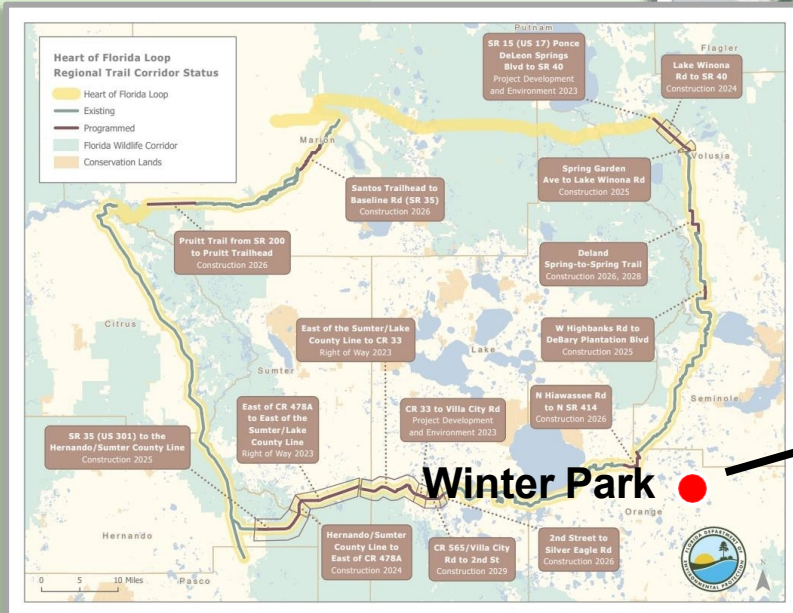 Heart of Florida Loop
Regional Trail Corridor Status
Heart of Florida Loop
Existing
Programmed
Florida Wildlife Corridor
Conservation Lands
Putnam
Flagler
SR 15 (US 17) Ponce
DeLeon Springs
Blvd to SR 40
Project Development
and Environment 2023
Lake Winona
Rd to SR 40
Construction 2024
Marion
Volusia
Spring Garden
Ave to Lake Winona Rd
Construction 2025
Santos Trailhead to
Baseline Rd (SR 35)
Construction 2026
Pruitt Trail from SR 200
to Pruitt Trailhead
Construction 2026
Deland
Spring-to-Spring Trail
Construction 2026, 2028
Citrus
East of the Sumter/Lake
County Line to CR 33
Right of Way 2023
W Highbanks Rd to
DeBary Plantation Blvd
Construction 2025
Lake
Sumter
Seminole
East of CR 478A
to East of the
Sumter/Lake
County Line
Right of Way 2023
CR 33 to Villa City Rd
Project Development
and Environment 2023
N Hiawassee Rd
to N SR 414
Construction 2026
SR 35 (US 301) to the
Hernando/Sumter County Line
Construction 2025
Winter Park
Orange
Hernando
Hernando/Sumter
County Line to
East of CR 478A
Construction 2024
CR 565/Villa City
Rd to 2nd St
Construction 2029
2nd Street to
Silver Eagle Rd
Construction 2026
FLORIDA DEPARTMENT OF
ENVIRONMENTAL PROTECTION
N
0 5 10 Miles
Pasco